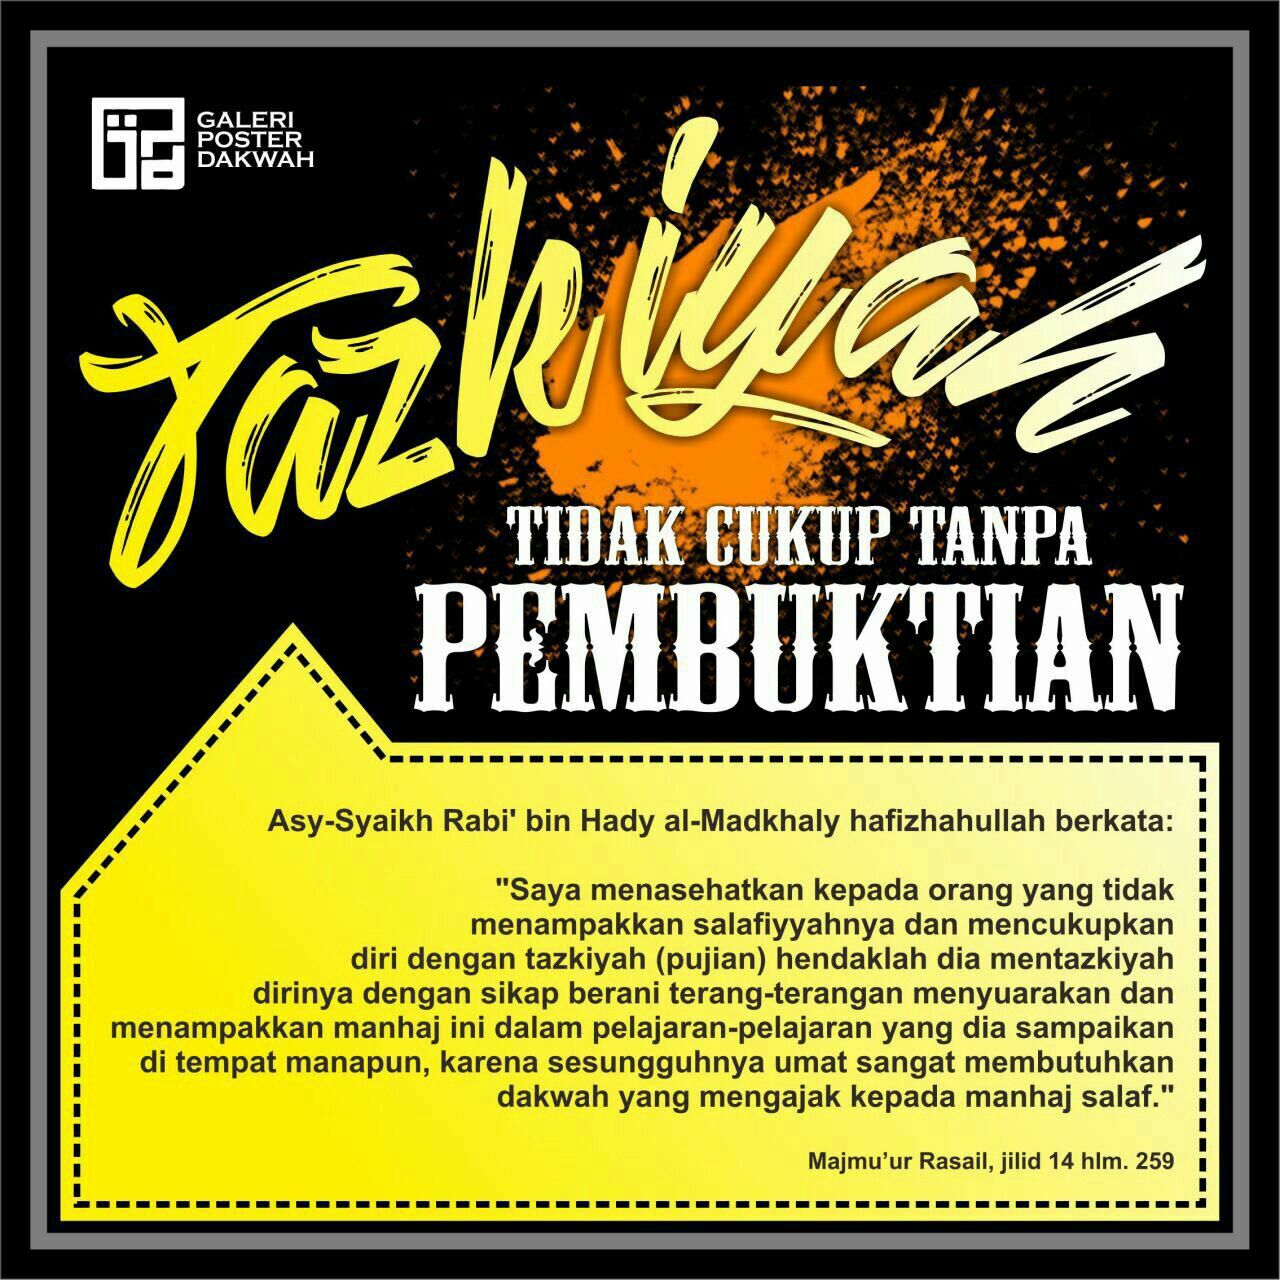 GALERI
POSTER
DAKWAH
Tazkiyah
TIDAK CUKUP TANPA
PEMBUKTIAN
Asy-Syaikh Rabi' bin Hady al-Madkhaly hafizhahullah berkata:
"Saya menasehatkan kepada orang yang tidak
menampakkan salafiyyahnya dan mencukupkan
diri dengan tazkiyah (pujian) hendaklah dia mentazkiyah
dirinya dengan sikap berani terang-terangan menyuarakan dan
menampakkan manhaj ini dalam pelajaran-pelajaran yang dia sampaikan
di tempat manapun, karena sesungguhnya umat sangat membutuhkan
dakwah yang mengajak kepada manhaj salaf."
Majmu’ur Rasail, jilid 14 hlm. 259